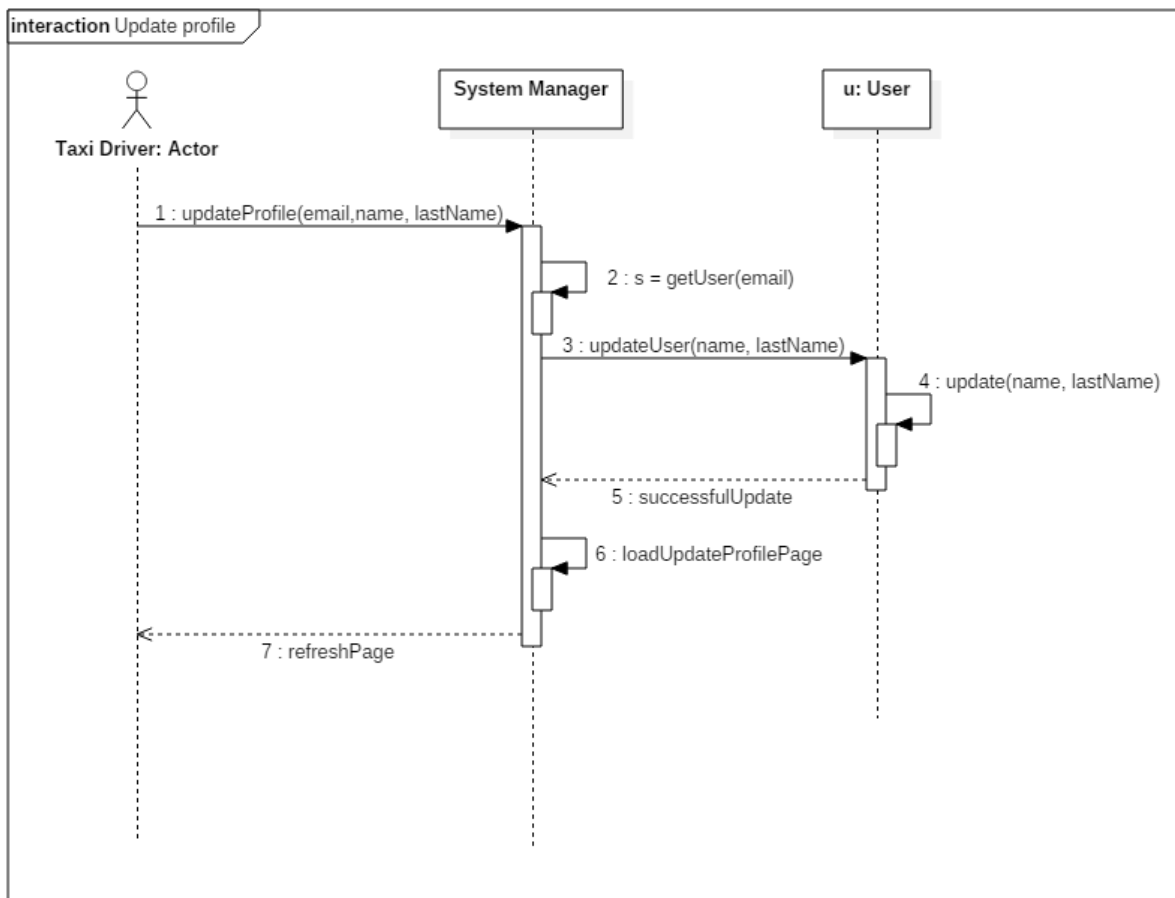 interaction Update profile
System Manager
u: User
Taxi Driver: Actor
1 : updateProfile(email,name, lastName)
2 : s = getUser(email)
3 : updateUser(name, lastName)
4 : update(name, lastName)
5 : successfulUpdate
6 : loadUpdateProfilePage
7 : refreshPage